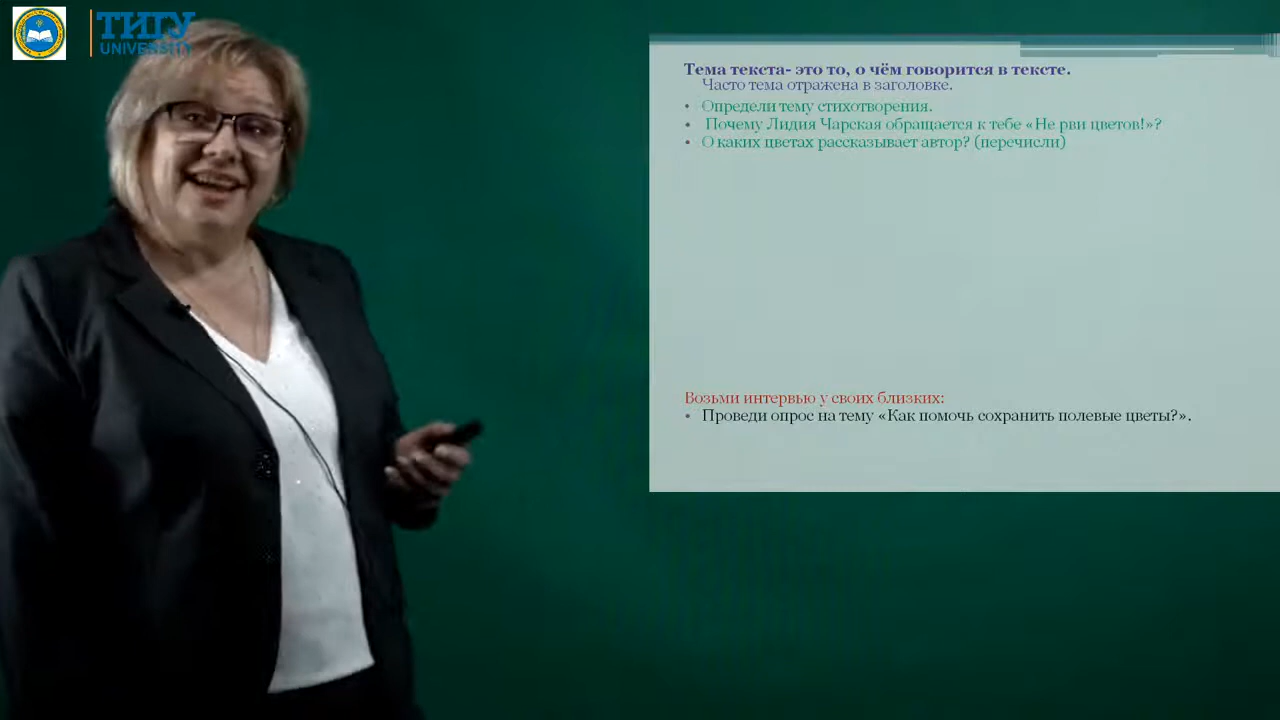 ТИГУ
UNIVERSITY
Тема текста- это то, о чём говорится в тексте.
Часто тема отражена в заголовке.
• Определи тему стихотворения.
• Почему Лидия Чарская обращается к тебе «Не рви цветов!»?
• О каких цветах рассказывает автор? (перечисли)
Возьми интервью у своих близких:
• Проведи опрос на тему «Как помочь сохранить полевые цветы?».